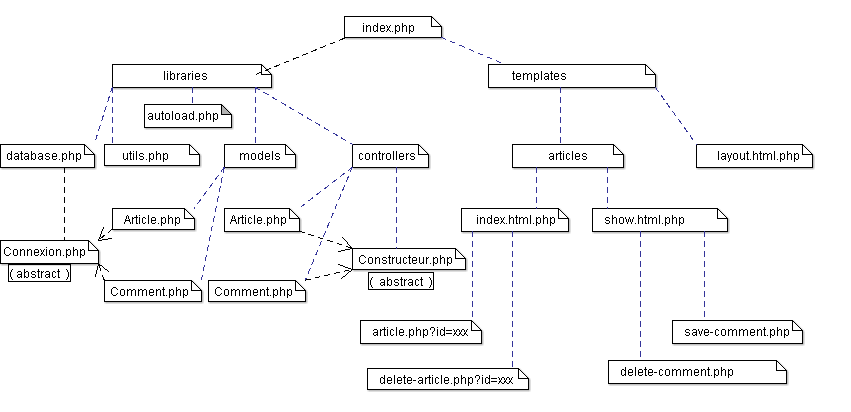 index.php
libraries
templates
autoload.php
database.php
utils.php
models
controllers
articles
layout.html.php
Article.php
Article.php
index.html.php
show.html.php
Connexion.php
( abstract )
Constructeur.php
( abstract )
Comment.php
Comment.php
article.php?id=xxx
save-comment.php
delete-article.php?id=xxx
delete-comment.php